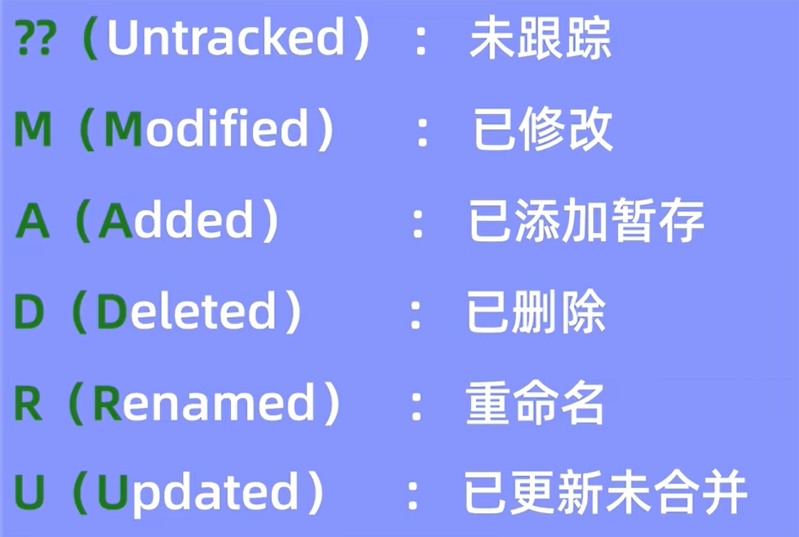 ??（Untracked）：未跟踪
M（Modified）：已修改
A（Added）：已添加暂存
D（Deleted）：已删除
R（Renamed）：重命名
U（Updated）：已更新未合并